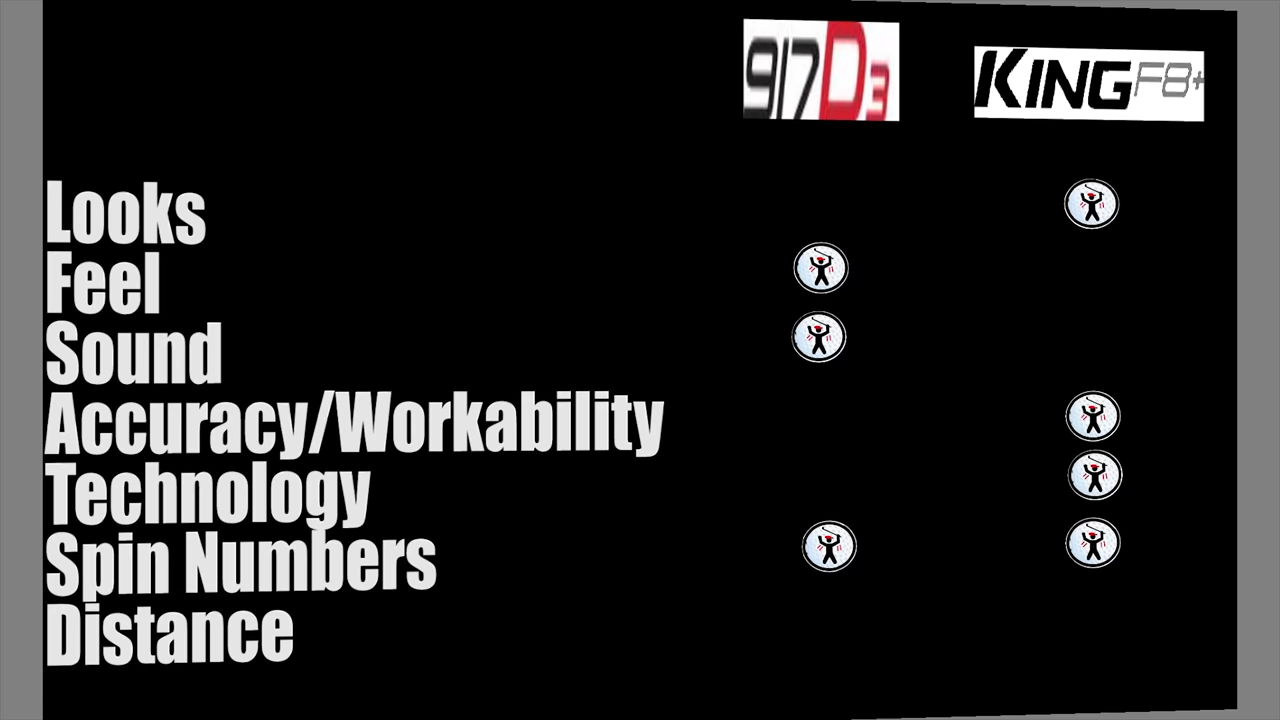 917D3
KING F8+
Looks
Feel
Sound
Accuracy/Workability
Technology
Spin Numbers
Distance